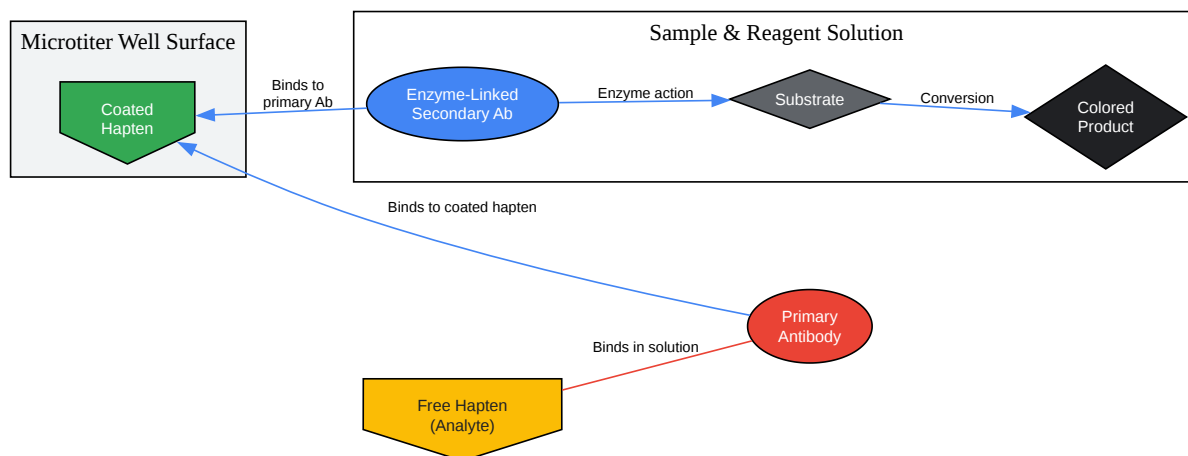 Microtiter Well Surface
Sample & Reagent Solution
Coated
Hapten
Binds to
primary Ab
Enzyme-Linked
Secondary Ab
Enzyme action
Substrate
Conversion
Colored
Product
Binds to coated hapten
Primary
Antibody
Binds in solution
Free Hapten
(Analyte)